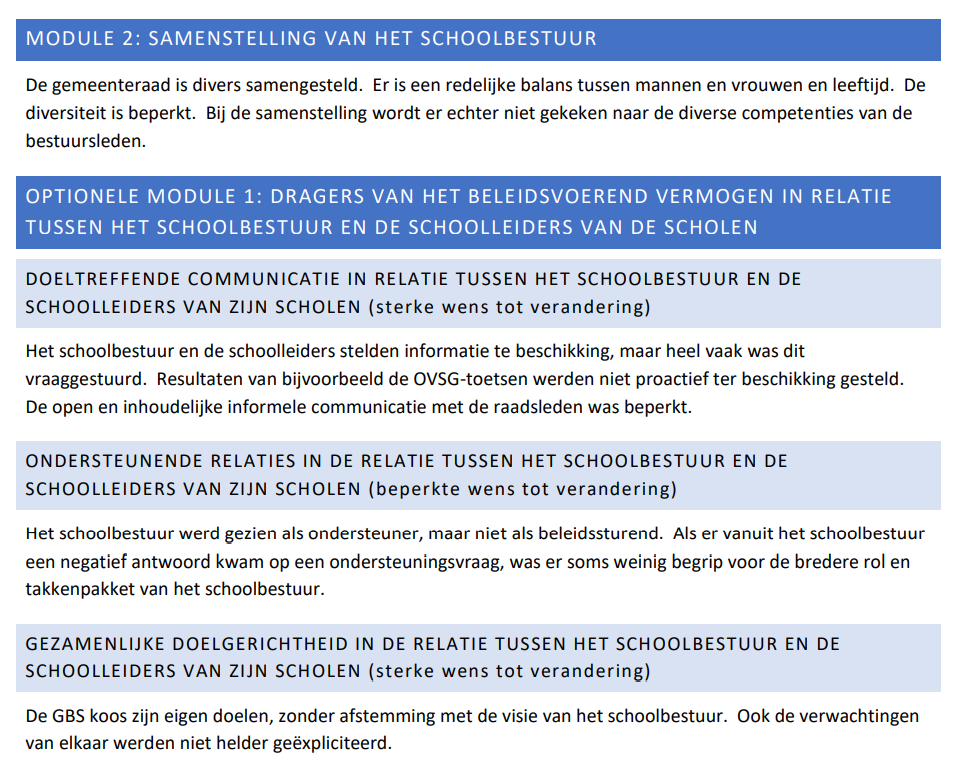 MODULE 2: SAMENSTELLING VAN HET SCHOOLBESTUUR
De gemeenteraad is divers samengesteld.  Er is een redelijke balans tussen mannen en vrouwen en leeftijd.  De
diversiteit is beperkt.  Bij de samenstelling wordt er echter niet gekeken naar de diverse competenties van de
bestuursleden.
OPTIONELE MODULE 1: DRAGERS VAN HET BELEIDSVOEREND VERMOGEN IN RELATIE
TUSSEN HET SCHOOLBESTUUR EN DE SCHOOLLEIDERS VAN DE SCHOLEN
DOELTREFFENDE COMMUNICATIE IN RELATIE TUSSEN HET SCHOOLBESTUUR EN DE
SCHOOLLEIDERS VAN ZIJN SCHOLEN (sterke wens tot verandering)
Het schoolbestuur en de schoolleiders stelden informatie te beschikking, maar heel vaak was dit
vraaggestuurd.  Resultaten van bijvoorbeeld de OVSG-toetsen werden niet proactief ter beschikking gesteld.
De open en inhoudelijke informele communicatie met de raadsleden was beperkt.
ONDERSTEUNENDE RELATIES IN DE RELATIE TUSSEN HET SCHOOLBESTUUR EN DE
SCHOOLLEIDERS VAN ZIJN SCHOLEN (beperkte wens tot verandering)
Het schoolbestuur werd gezien als ondersteuner, maar niet als beleidssturend.  Als er vanuit het schoolbestuur
een negatief antwoord kwam op een ondersteuningsvraag, was er soms weinig begrip voor de bredere rol en
takkenpakket van het schoolbestuur.
GEZAMENLIJKE DOELGERICHTHEID IN DE RELATIE TUSSEN HET SCHOOLBESTUUR EN DE
SCHOOLLEIDERS VAN ZIJN SCHOLEN (sterke wens tot verandering)
De GBS koos zijn eigen doelen, zonder afstemming met de visie van het schoolbestuur.  Ook de verwachtingen
van elkaar werden niet helder geëxpliciteerd.